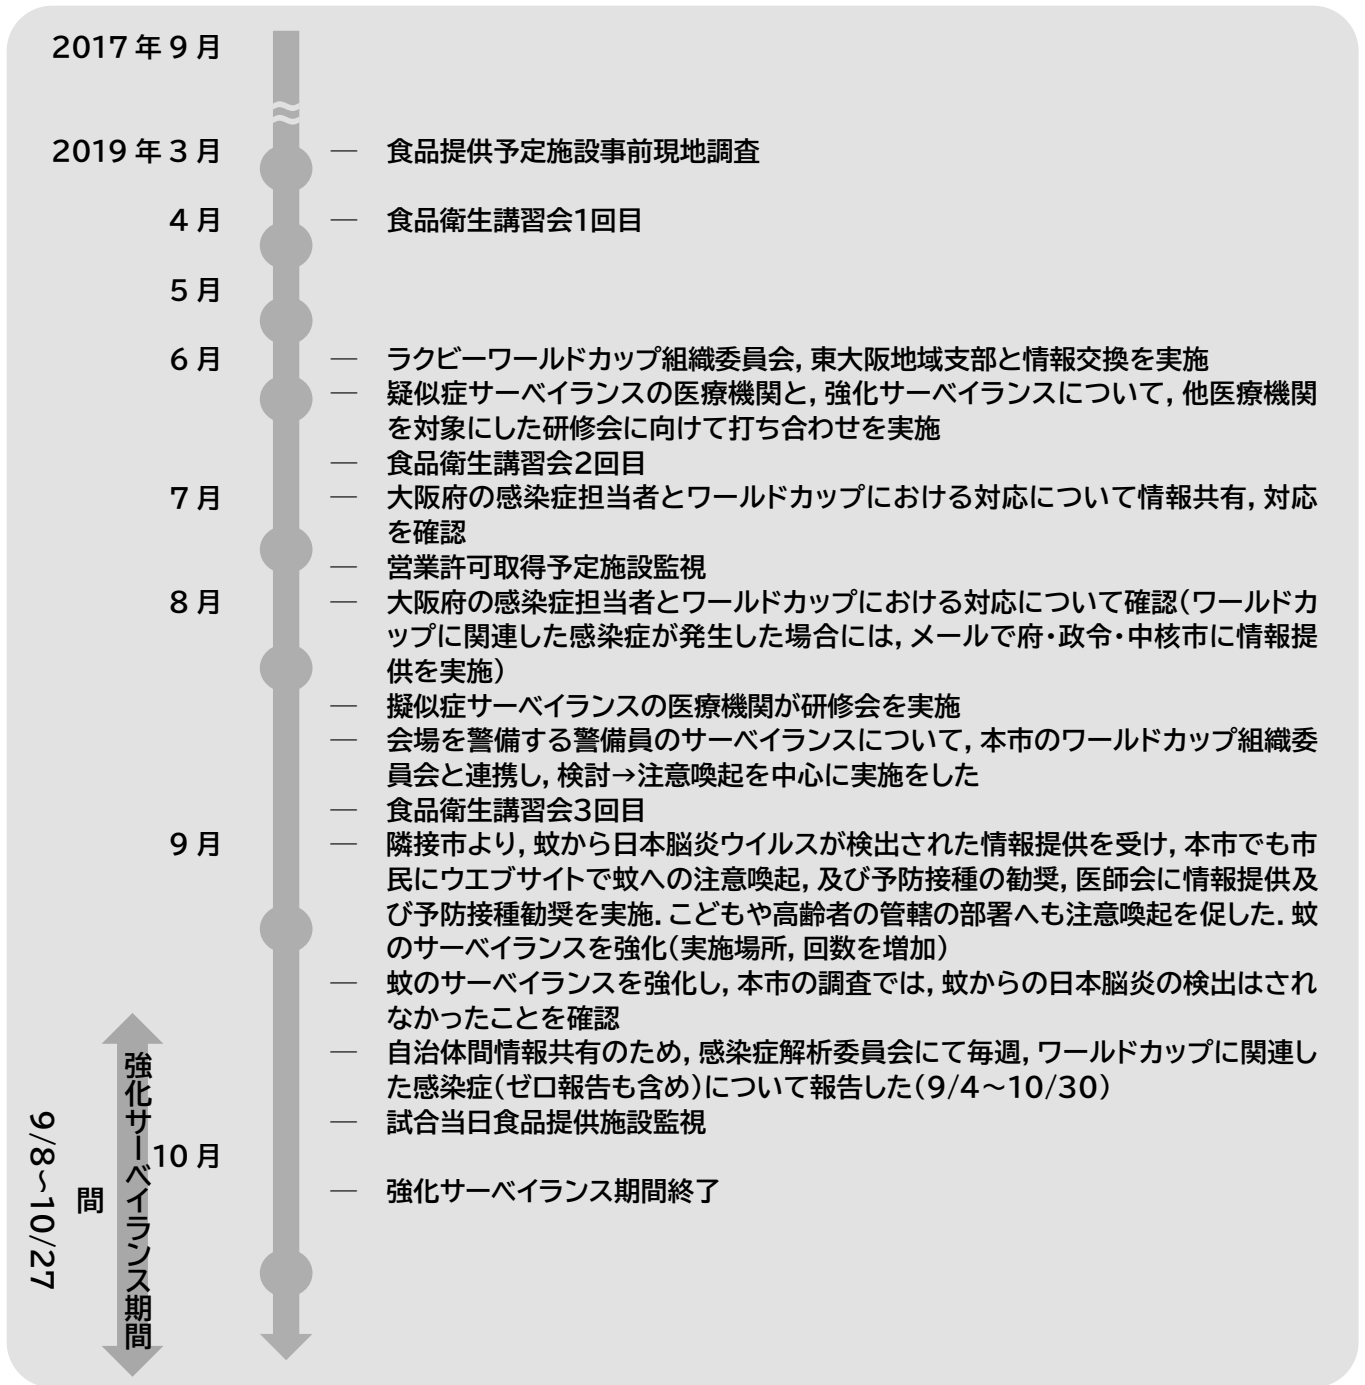 2017年9月
2019年3月
― 食品提供予定施設事前現地調査
4月
― 食品衛生講習会1回目
5月
6月
― ラクビーワールドカップ組織委員会,東大阪地域支部と情報交換を実施
― 疑似症サーベイランスの医療機関と,強化サーベイランスについて,他医療機関
を対象にした研修会に向けて打ち合わせを実施
― 食品衛生講習会2回目
7月
― 大阪府の感染症担当者とワールドカップにおける対応について情報共有,対応
を確認
― 営業許可取得予定施設監視
8月
― 大阪府の感染症担当者とワールドカップにおける対応について確認(ワールドカ
ップに関連した感染症が発生した場合には,メールで府・政令・中核市に情報提
供を実施)
― 擬似症サーベイランスの医療機関が研修会を実施
― 会場を警備する警備員のサーベイランスについて,本市のワールドカップ組織委
員会と連携し,検討→注意喚起を中心に実施をした
― 食品衛生講習会3回目
9月
― 隣接市より,蚊から日本脳炎ウイルスが検出された情報提供を受け,本市でも市
民にウエブサイトで蚊への注意喚起,及び予防接種の勧奨,医師会に情報提供及
び予防接種勧奨を実施.こどもや高齢者の管轄の部署へも注意喚起を促した.蚊
のサーベイランスを強化(実施場所,回数を増加)
― 蚊のサーベイランスを強化し,本市の調査では,蚊からの日本脳炎の検出はされ
なかったことを確認
― 自治体間情報共有のため,感染症解析委員会にて毎週,ワールドカップに関連し
た感染症(ゼロ報告も含め)について報告した(9/4~10/30)
― 試合当日食品提供施設監視
10月
― 強化サーベイランス期間終了
強化サーベイランス期間
間
9/8~10/27